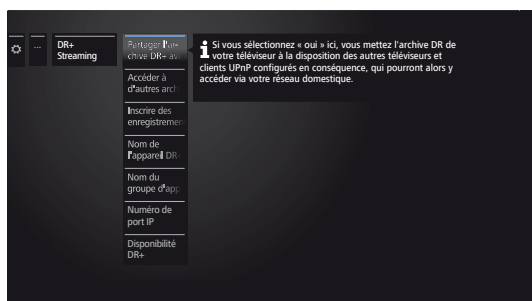 ...
DR+
Streaming
Partager l'ar-
chive DR+ av
Accéder à
d'autres arch
Inscrire des
enregistremen
Nom de
l'appareil DR
Nom du
groupe d'app
Numéro de
port IP
Disponibilité
DR+
Si vous sélectionnez « oui » ici, vous mettez l'archive DR de
votre téléviseur à la disposition des autres téléviseurs et
clients UPnP configurés en conséquence, qui pourront alors y
accéder via votre réseau domestique.